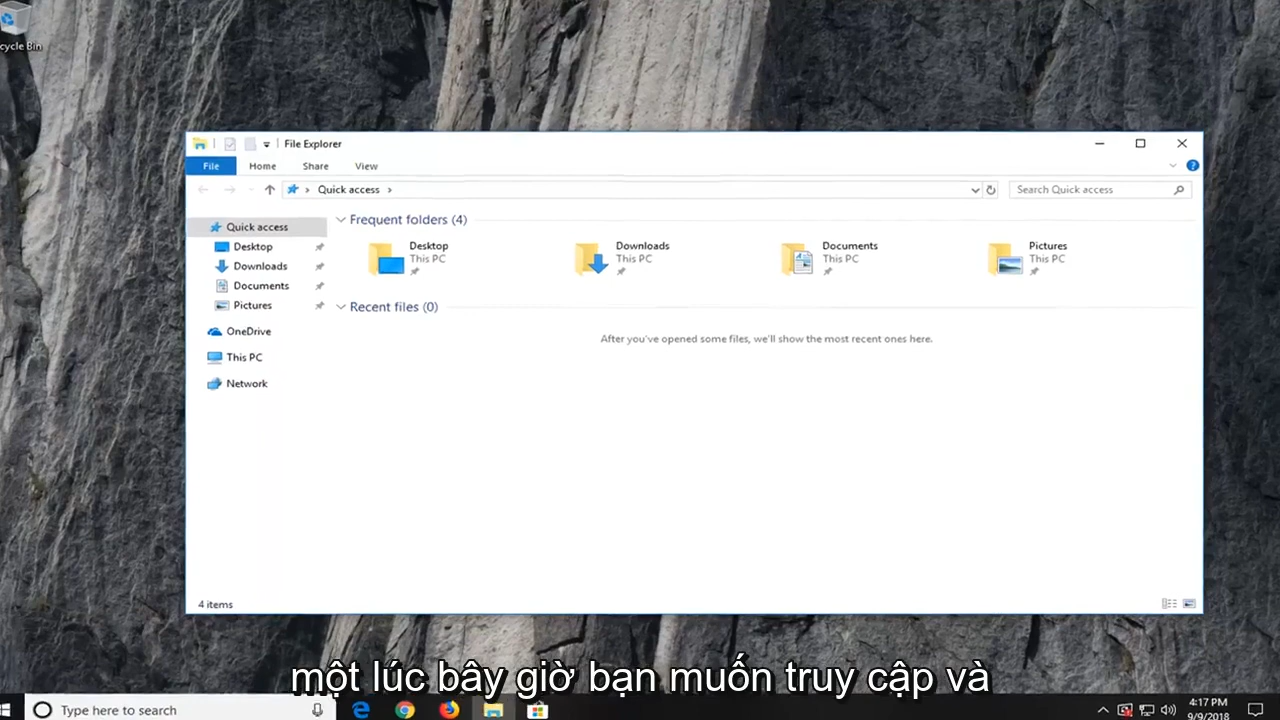 cycle Bin
File Explorer
File Home Share View
Quick access
Search Quick access
Quick access
Desktop
Downloads
Documents
Pictures
OneDrive
This PC
Network
Frequent folders (4)
Desktop
This PC
Downloads
This PC
Documents
This PC
Pictures
This PC
Recent files (0)
After you've opened some files, we'll show the most recent ones here.
4 items
một lúc bây giờ bạn muốn truy cập và
Type here to search
4:17 PM
9/9/2018